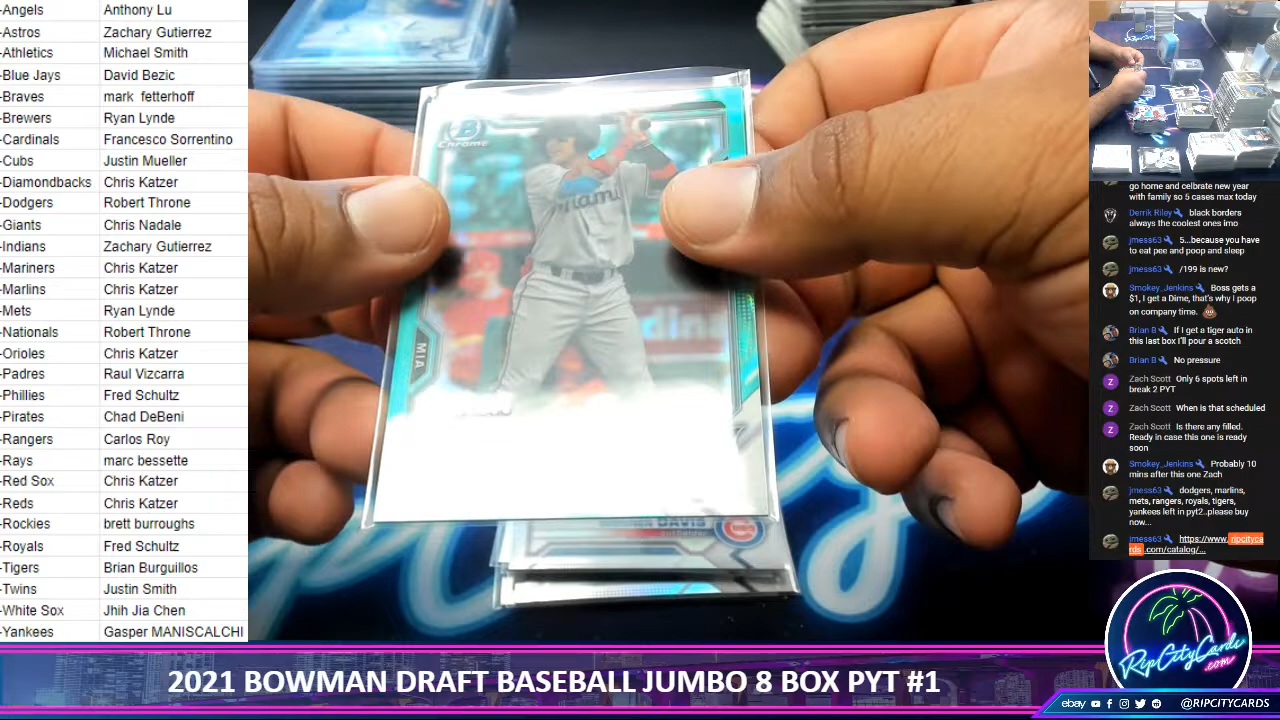 -Angels Anthony Lu
-Astros Zachary Gutierrez
-Athletics Michael Smith
-Blue Jays David Bezic
-Braves mark fetterhoff
-Brewers Ryan Lynde
-Cardinals Francesco Sorrentino
-Cubs Justin Mueller
-Diamondbacks Chris Katzer
-Dodgers Robert Throne
-Giants Chris Nadale
-Indians Zachary Gutierrez
-Mariners Chris Katzer
-Marlins Chris Katzer
-Mets Ryan Lynde
-Nationals Robert Throne
-Orioles Chris Katzer
-Padres Raul Vizcarra
-Phillies Fred Schultz
-Pirates Chad DeBeni
-Rangers Carlos Roy
-Rays marc bessette
-Red Sox Chris Katzer
-Reds Chris Katzer
-Rockies brett burroughs
-Royals Fred Schultz
-Tigers Brian Burguillos
-Twins Justin Smith
-White Sox Jhih Jia Chen
-Yankees Gasper MANISCALCHI
B
CHROME
MIA
DAVIS
go home and celbrate new year
with family so 5 cases max today
Derrik Riley black borders
always the coolest ones imo
jmess63 5...because you have
to eat pee and poop and sleep
jmess63 /199 is new?
Smokey_Jenkins Boss gets a
$1, I get a Dime, that's why I poop
on company time.
Brian B If I get a tiger auto in
this last box I'll pour a scotch
Brian B No pressure
Zach Scott Only 6 spots left in
break 2 PYT
Zach Scott When is that scheduled
Zach Scott Is there any filled.
Ready in case this one is ready
soon
Smokey_Jenkins Probably 10
mins after this one Zach
jmess63 dodgers, marlins,
mets, rangers, royals, tigers,
yankees left in pyt2..please buy
now...
jmess63 https://www.ripcityca
rds.com/catalog/...
RipCityCards
.com
2021 BOWMAN DRAFT BASEBALL JUMBO 8 BOX PYT #1
ebay @RIPCITYCARDS